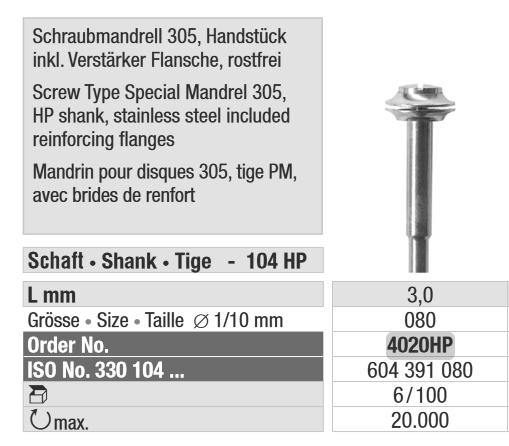 Schraubmandrell 305, Handstück
inkl. Verstärker Flansche, rostfrei
Screw Type Special Mandrel 305,
HP shank, stainless steel included
reinforcing flanges
Mandrin pour disques 305, tige PM,
avec brides de renfort
Schaft • Shank • Tige - 104 HP
L mm 3,0
Grösse • Size • Taille ∅ 1/10 mm 080
Order No. 4020HP
ISO No. 330 104 ... 604 391 080
6/100
max. 20.000